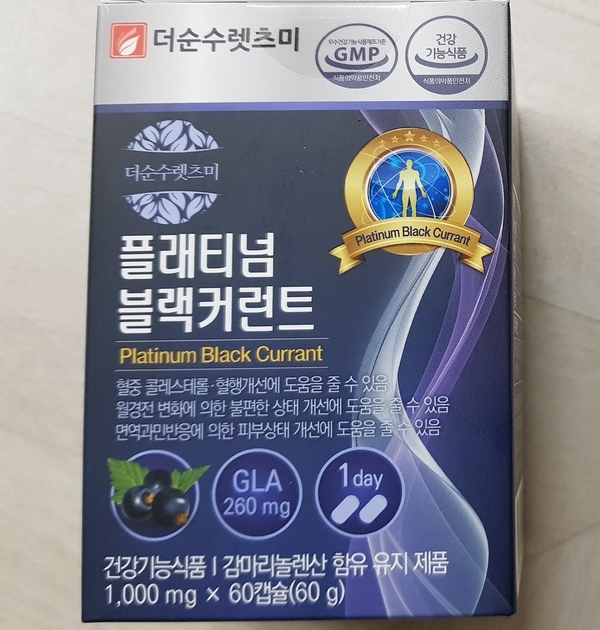 더순수렛츠미
우수건강기능식품제조기준
GMP
식품의약품안전처
건강
기능식품
식품의약품안전처
더순수렛츠미
Platinum Black Currant
플래티넘
블랙커런트
Platinum Black Currant
혈중 콜레스테롤·혈행개선에 도움을 줄 수 있음
월경전 변화에 의한 불편한 상태 개선에 도움을 줄 수 있음
면역과민반응에 의한 피부상태 개선에 도움을 줄 수 있음
GLA
260 mg
1 day
건강기능식품 | 감마리놀렌산 함유 유지 제품
1,000 mg × 60캡슐(60 g)